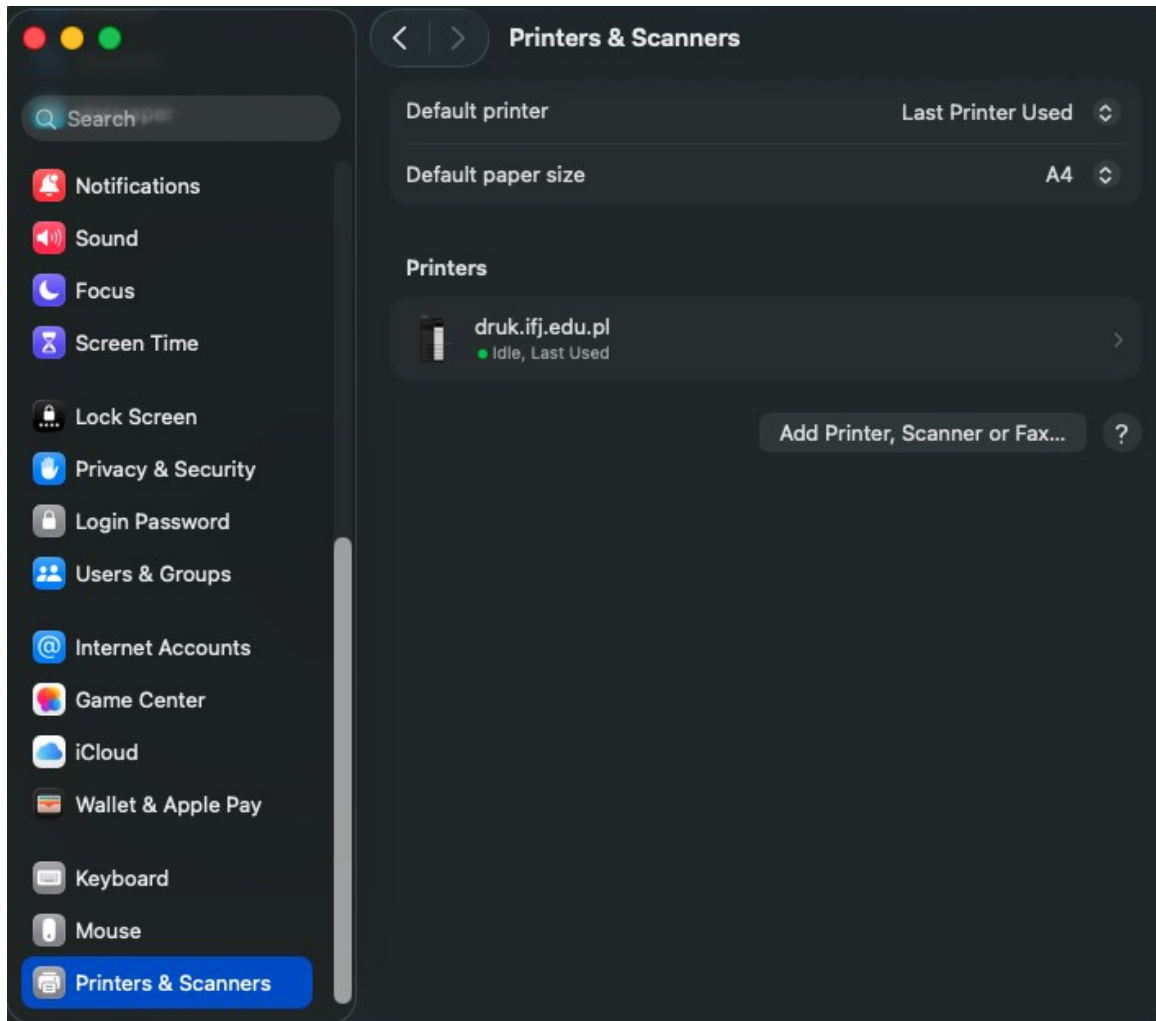 Printers & Scanners
Search
Notifications
Sound
Focus
Screen Time
Lock Screen
Privacy & Security
Login Password
Users & Groups
Internet Accounts
Game Center
iCloud
Wallet & Apple Pay
Keyboard
Mouse
Printers & Scanners
Default printer Last Printer Used
Default paper size A4
Printers
druk.ifj.edu.pl
Idle, Last Used
Add Printer, Scanner or Fax... ?